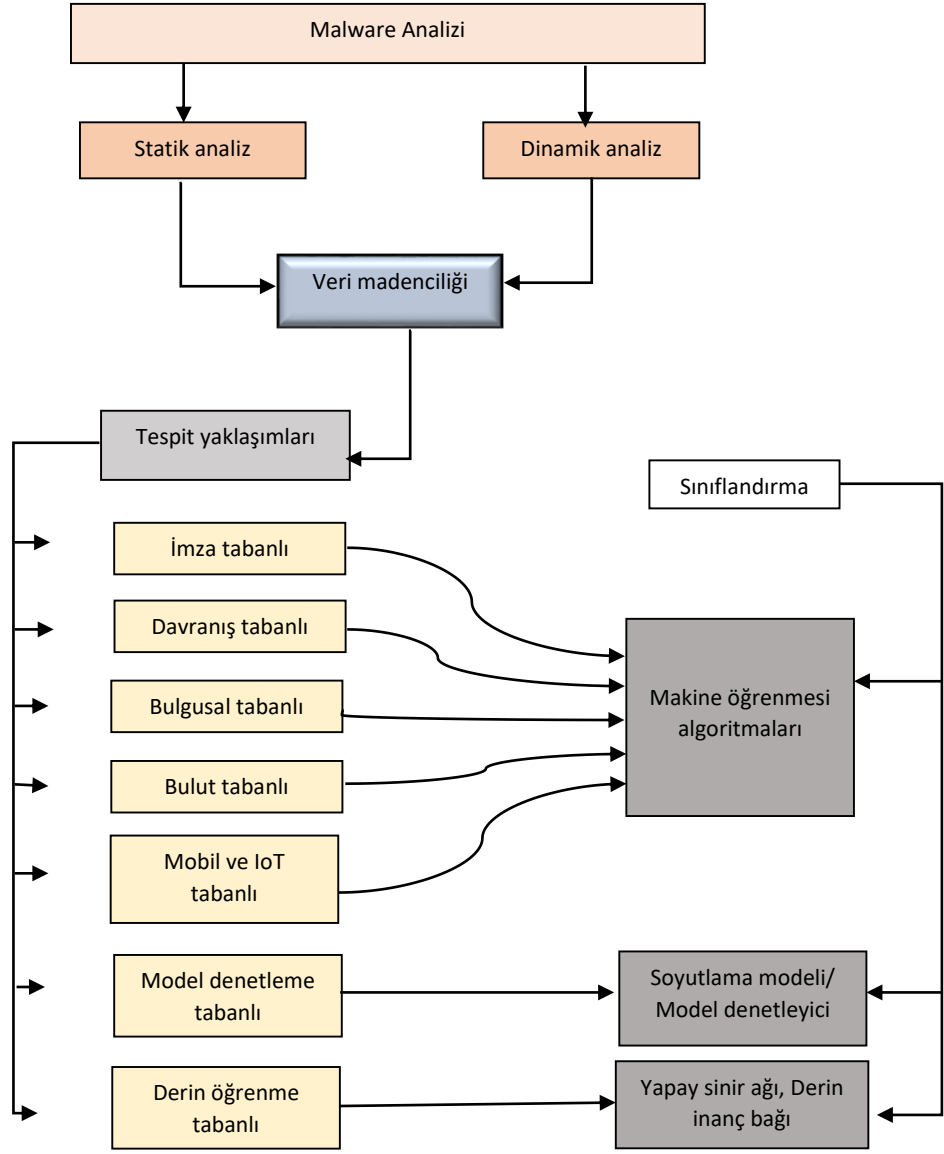 Malware Analizi
Statik analiz
Dinamik analiz
Veri madenciliği
Tespit yaklaşımları
Sınıflandırma
İmza tabanlı
Davranış tabanlı
Bulgusal tabanlı
Bulut tabanlı
Mobil ve IoT
tabanlı
Makine öğrenmesi
algoritmaları
Model denetleme
tabanlı
Soyutlama modeli/
Model denetleyici
Derin öğrenme
tabanlı
Yapay sinir ağı, Derin
inanç bağı